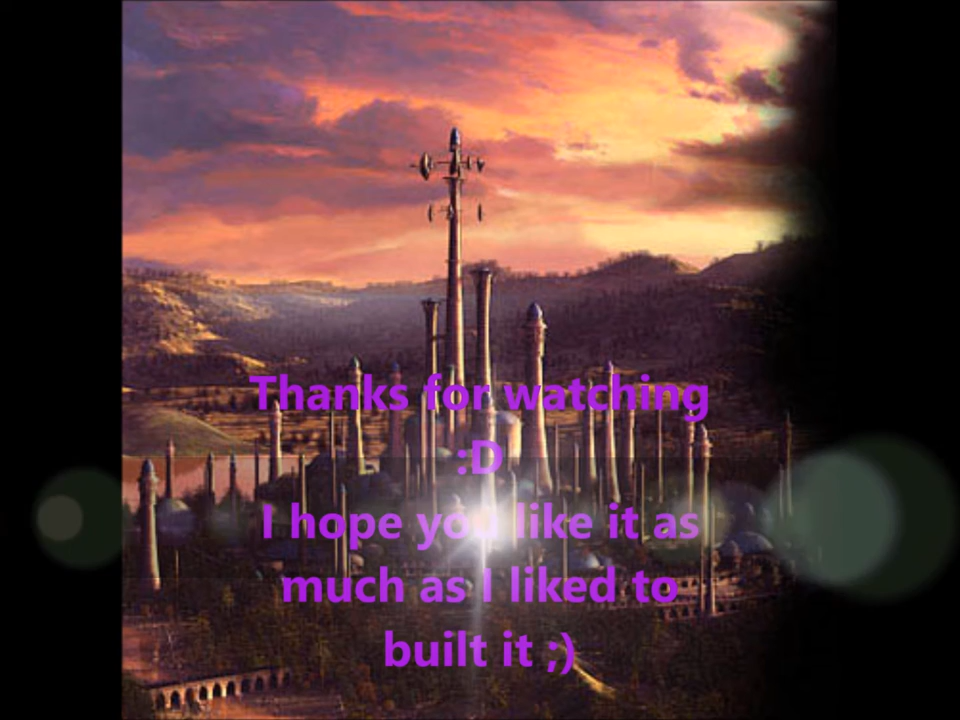 Thanks for watching
:D
I hope you like it as
much as I liked to
built it ;)